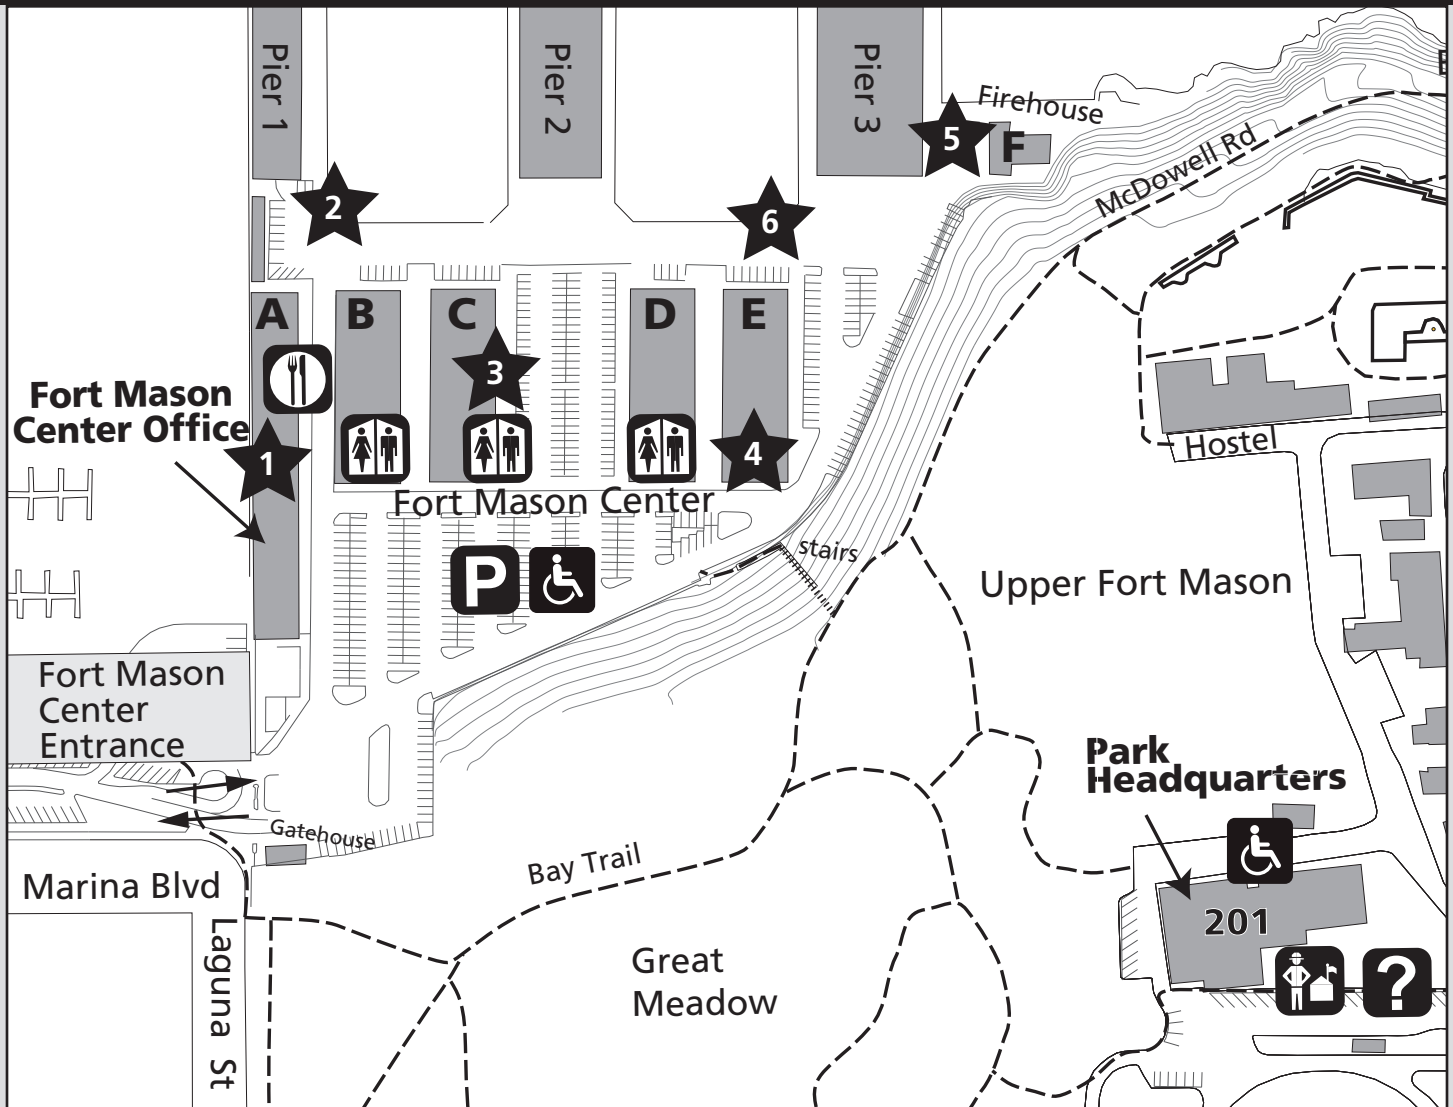 Pier 1
Pier 2
Pier 3
Firehouse
5
F
McDowell Rd
2
6
A
B
C
D
E
3
Fort Mason
Center Office
1
4
Hostel
Fort Mason Center
stairs
P
Upper Fort Mason
Fort Mason
Center
Entrance
Park
Headquarters
Gatehouse
Bay Trail
Marina Blvd
201
Laguna St
Great
Meadow
?